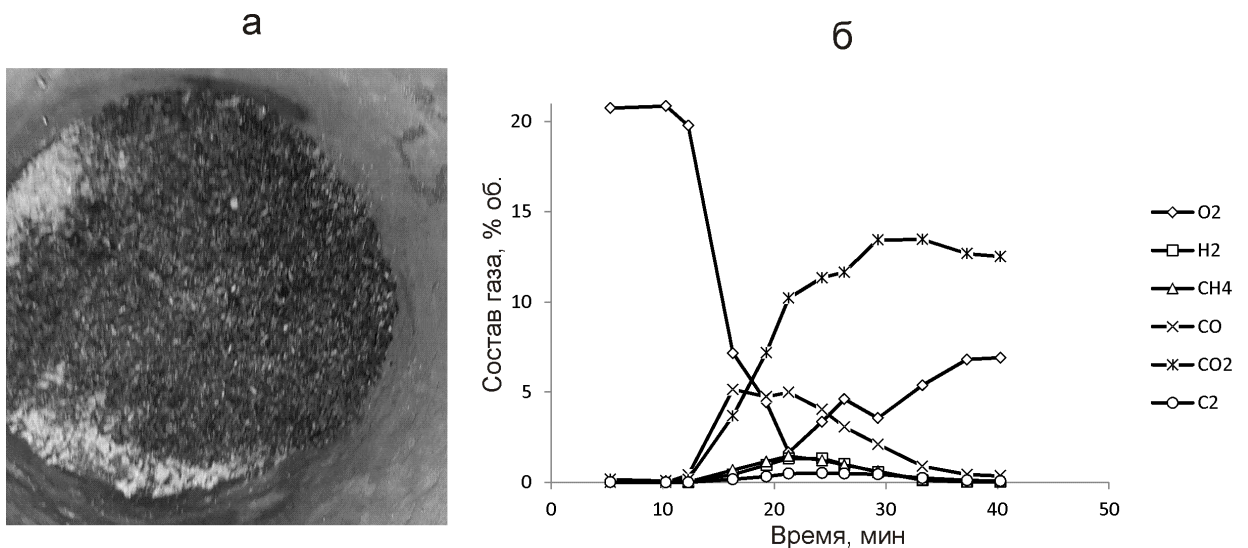 а
б
Состав газа, % об.
20
15
10
5
0
0 10 20 30 40 50
Время, мин
O2
H2
CH4
CO
CO2
C2